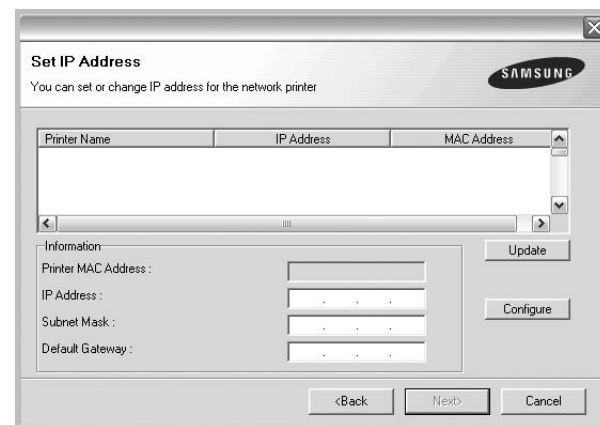 Set IP Address
You can set or change IP address for the network printer
SAMSUNG
Printer Name IP Address MAC Address
Information
Printer MAC Address :
IP Address :
Subnet Mask :
Default Gateway :
Update
Configure
<Back Next> Cancel